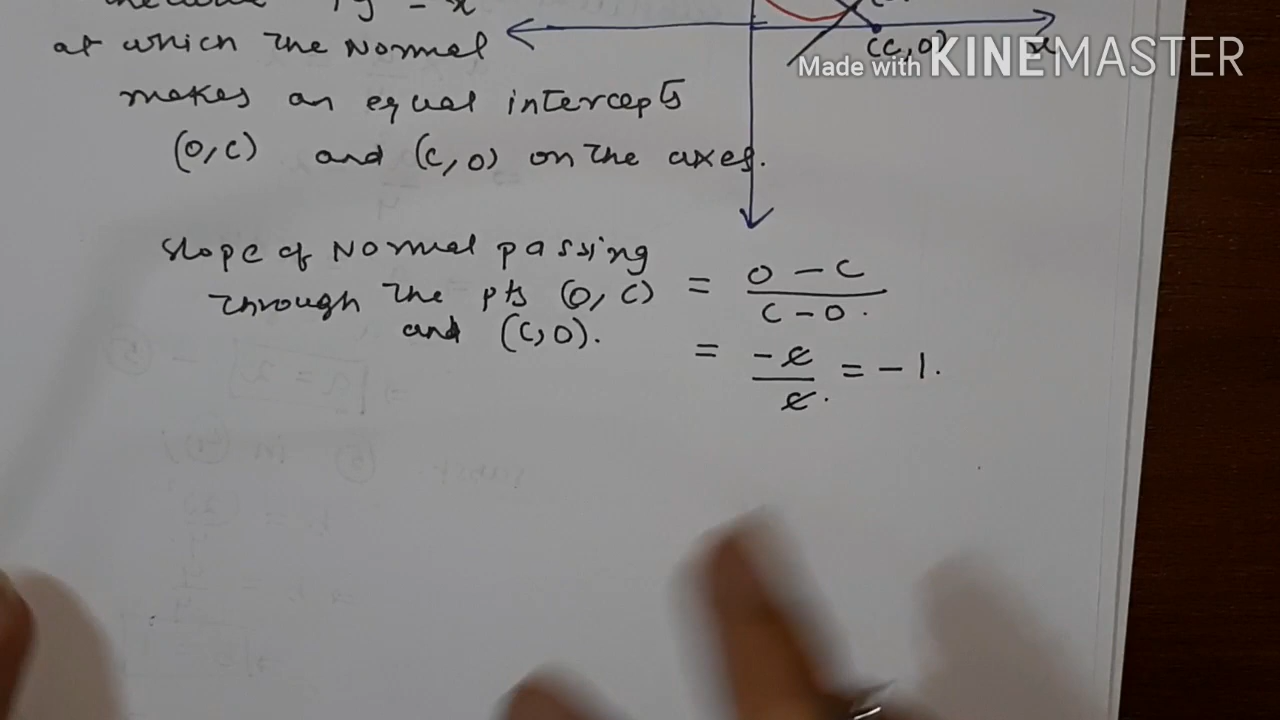 y = x
at which the Normal
makes an equal intercepts
(0,c) and (c,0) on the axes.
(c,0)
x
Made with KINEMASTER
Slope of Normal passing
through the pts (0,c)
and (c,0).
= 0 - c / c - 0.
= -c / c. = -1.